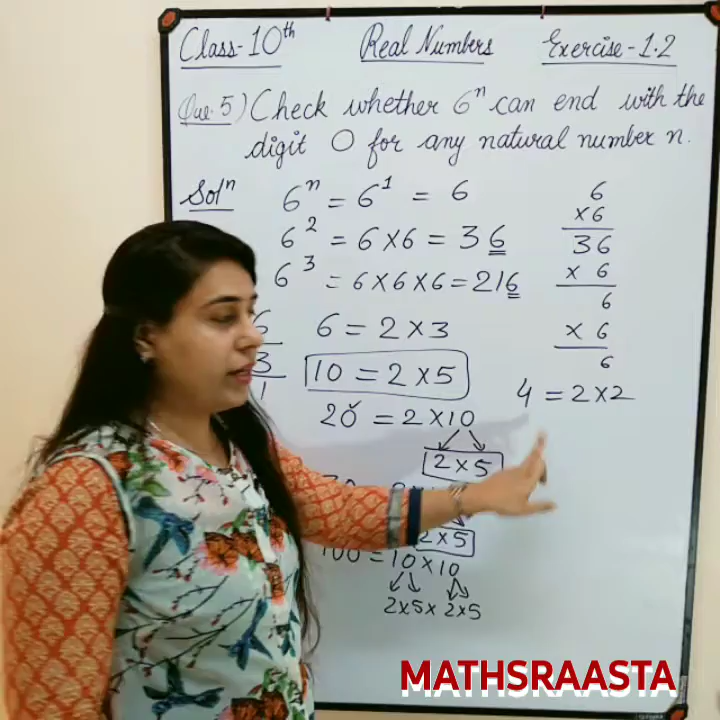 Class-10th Real Numbers Exercise-1.2
Que.5) Check whether 6ⁿ can end with the
digit 0 for any natural number n.
Solⁿ 6ⁿ = 6¹ = 6
6² = 6×6 = 36
6³ = 6×6×6 = 216
6 = 2×3
10 = 2×5
20 = 2×10
2×5
2×5
100 = 10×10
2×5×2×5
6
×6
36
×6
6
×6
6
4 = 2×2
6
3
1
MATHSRAASTA